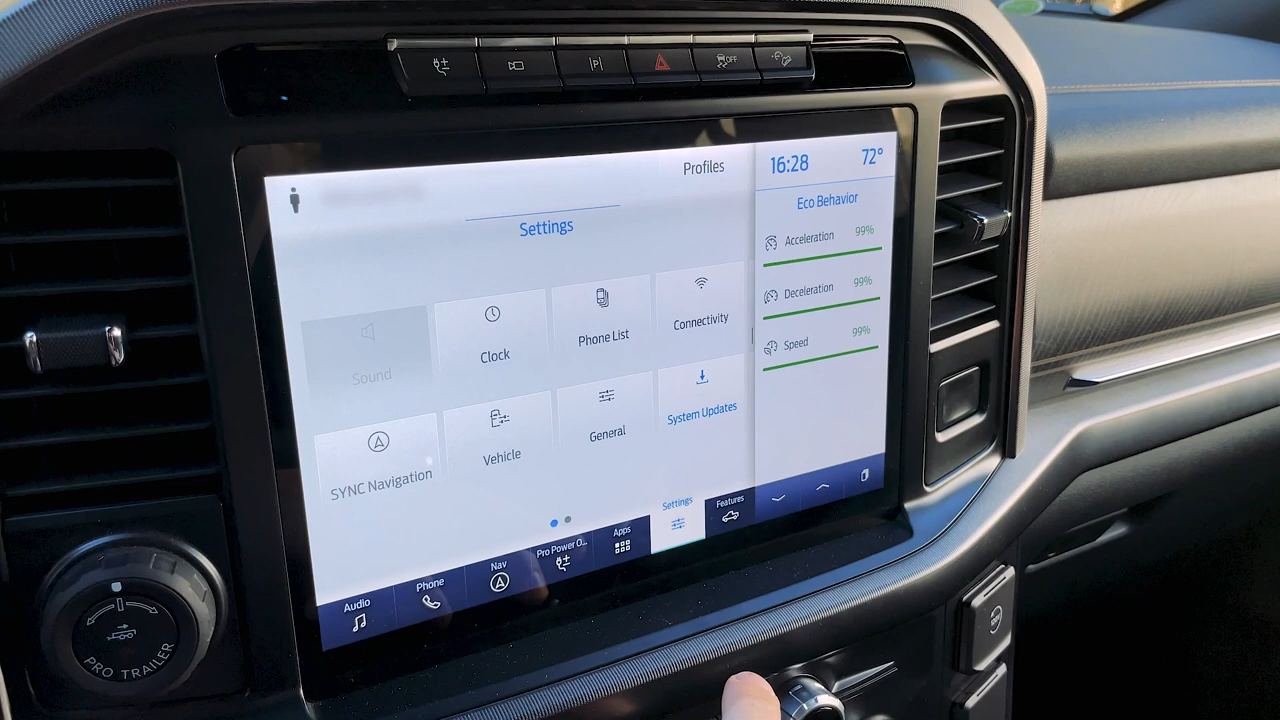 P
OFF
Profiles
16:28 72°
Settings
Eco Behavior
Acceleration 99%
Deceleration 99%
Speed 99%
Sound
Clock
Phone List
Connectivity
SYNC Navigation
Vehicle
General
System Updates
Audio
Phone
Nav
Pro Power O...
Apps
Settings
Features
PRO TRAILER